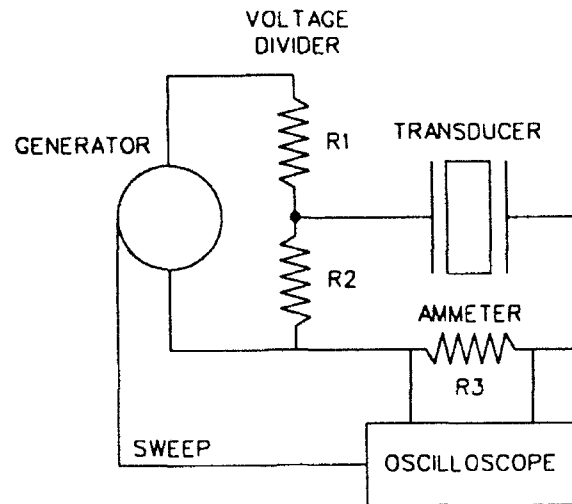 VOLTAGE
DIVIDER
GENERATOR
R1
TRANSDUCER
R2
AMMETER
R3
SWEEP
OSCILLOSCOPE